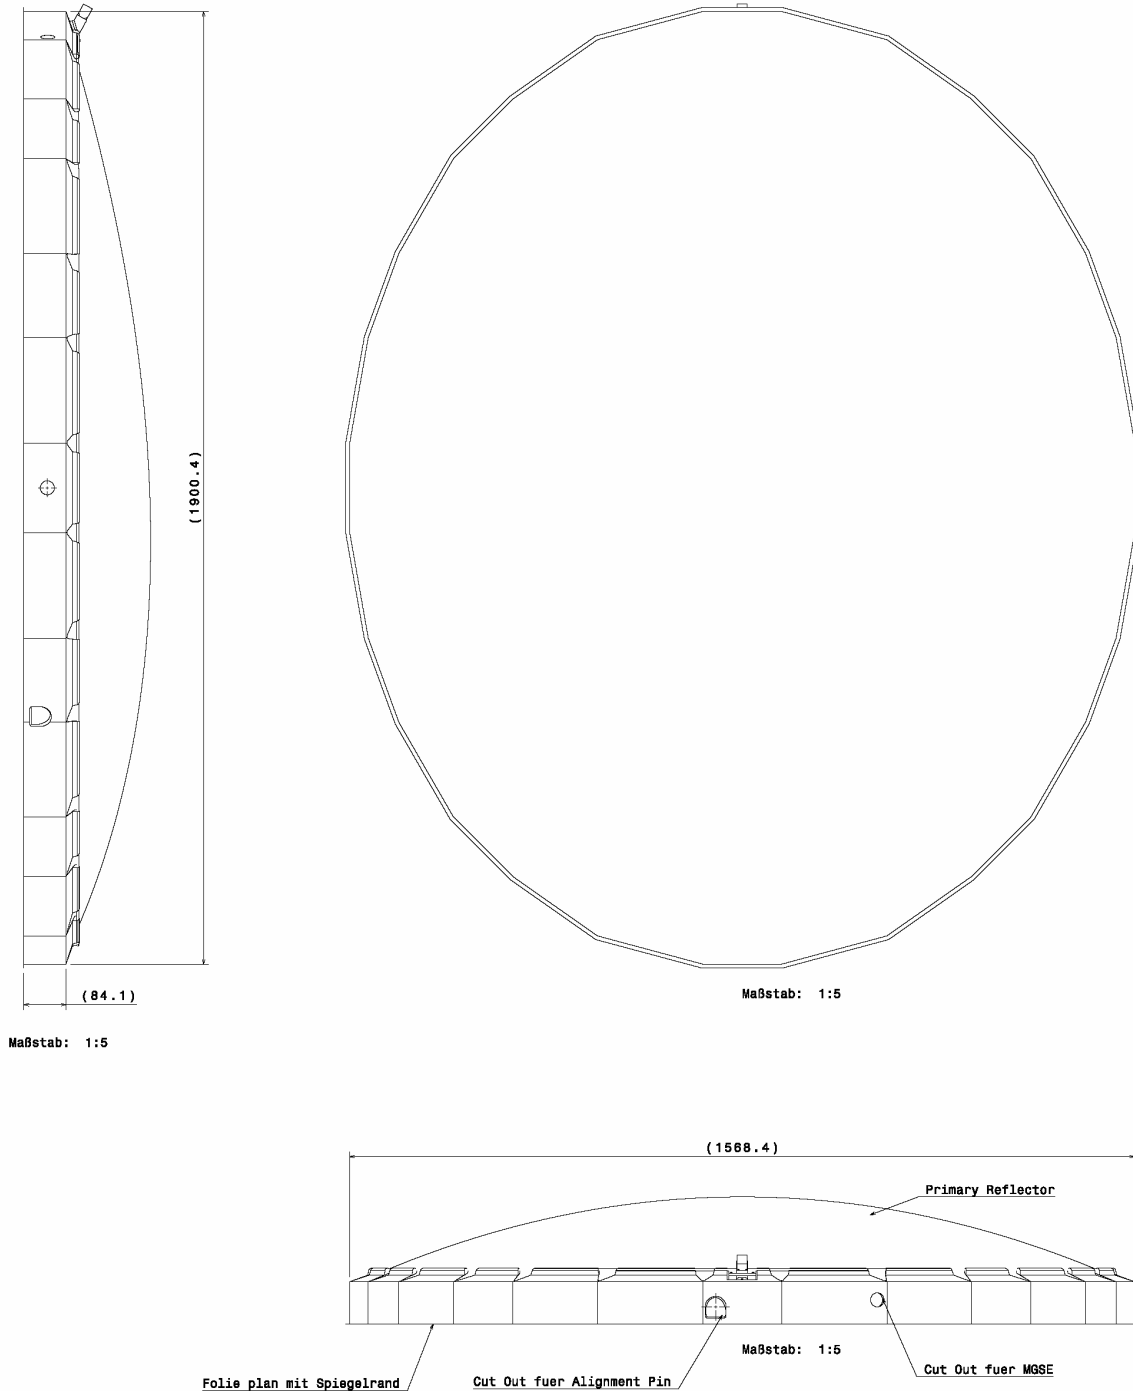 (1900.4)
(84.1)
Maßstab: 1:5
Maßstab: 1:5
(1568.4)
Primary Reflector
Maßstab: 1:5
Cut Out fuer MGSE
Cut Out fuer Alignment Pin
Folie plan mit Spiegelrand